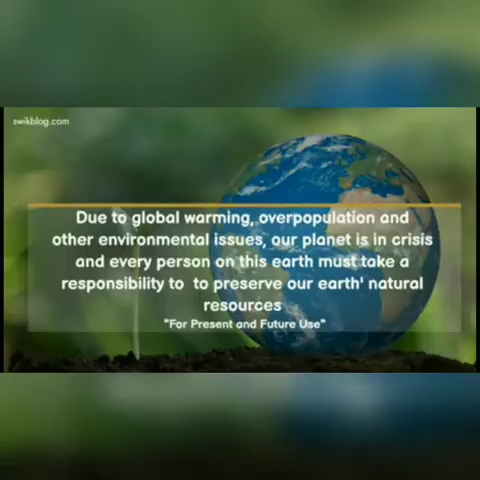 swikblog.com
Due to global warming, overpopulation and
other environmental issues, our planet is in crisis
and every person on this earth must take a
responsibility to  to preserve our earth' natural
resources
"For Present and Future Use"